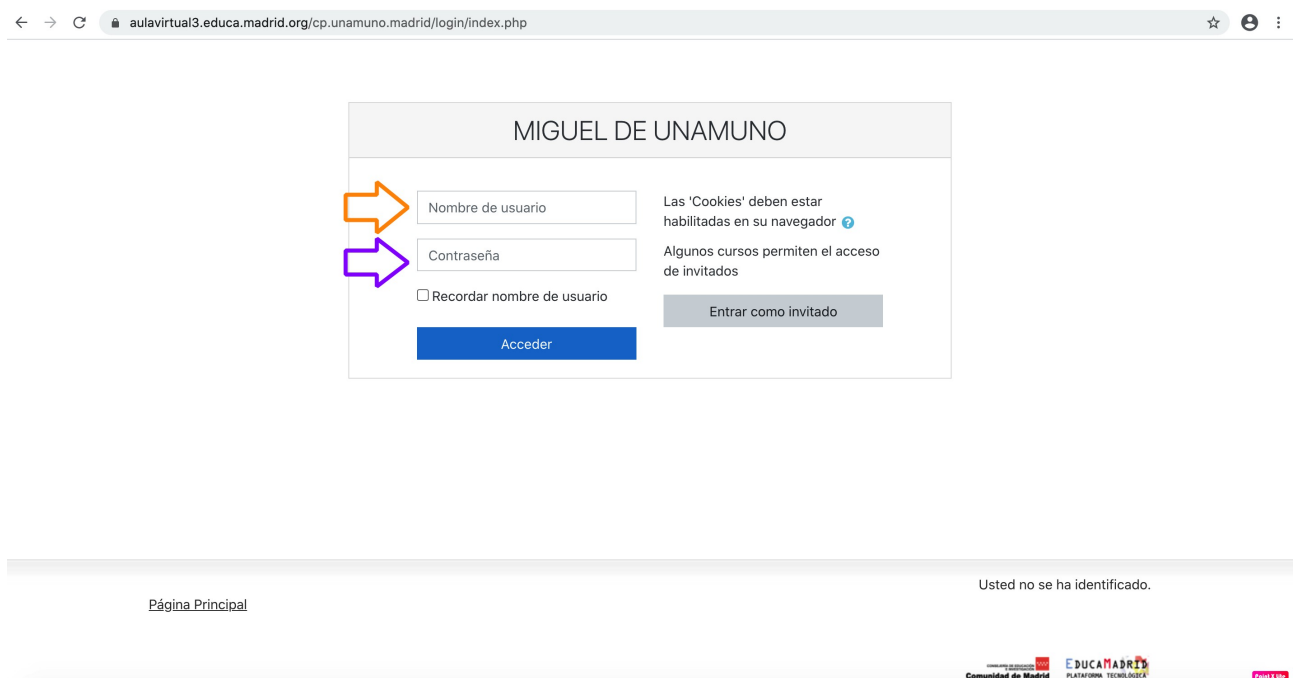 aulavirtual3.educa.madrid.org/cp.unamuno.madrid/login/index.php
MIGUEL DE UNAMUNO
Nombre de usuario
Contraseña
Recordar nombre de usuario
Acceder
Las 'Cookies' deben estar
habilitadas en su navegador
Algunos cursos permiten el acceso
de invitados
Entrar como invitado
Usted no se ha identificado.
Página Principal
Comunidad de Madrid
EDUCAMADRID
PLATAFORMA TECNOLÓGICA